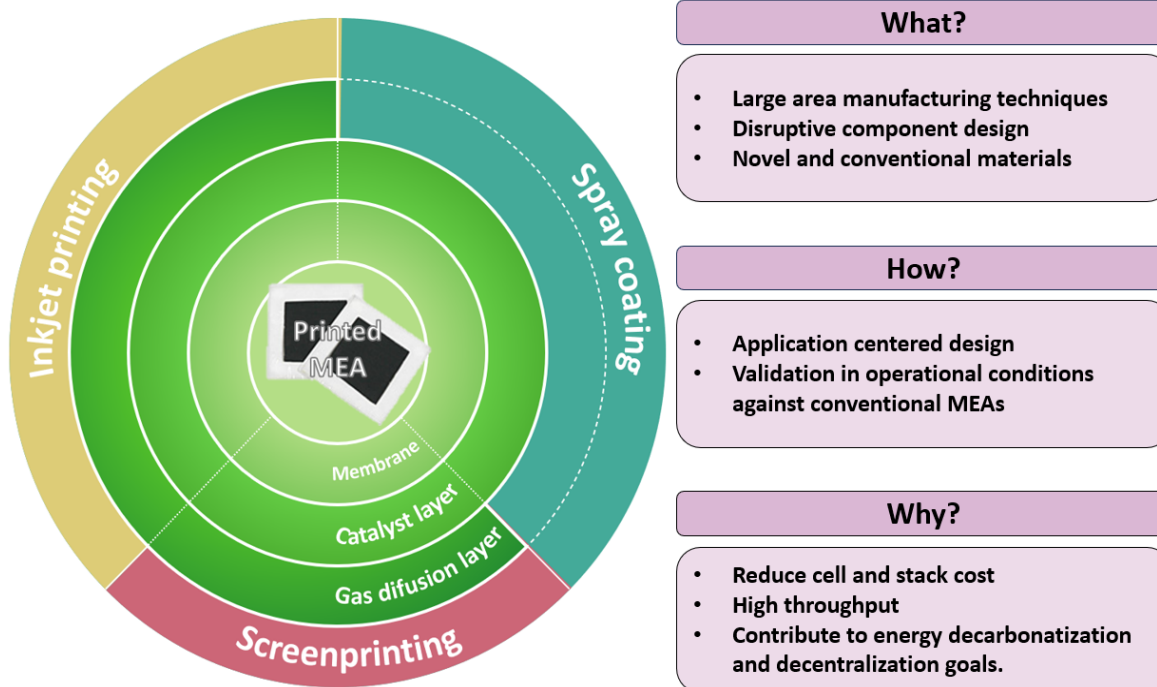 Inkjet printing
Spray coating
Screenprinting
Printed
MEA
Membrane
Catalyst layer
Gas difusion layer
What?
• Large area manufacturing techniques
• Disruptive component design
• Novel and conventional materials
How?
• Application centered design
• Validation in operational conditions
against conventional MEAs
Why?
• Reduce cell and stack cost
• High throughput
• Contribute to energy decarbonatization
and decentralization goals.